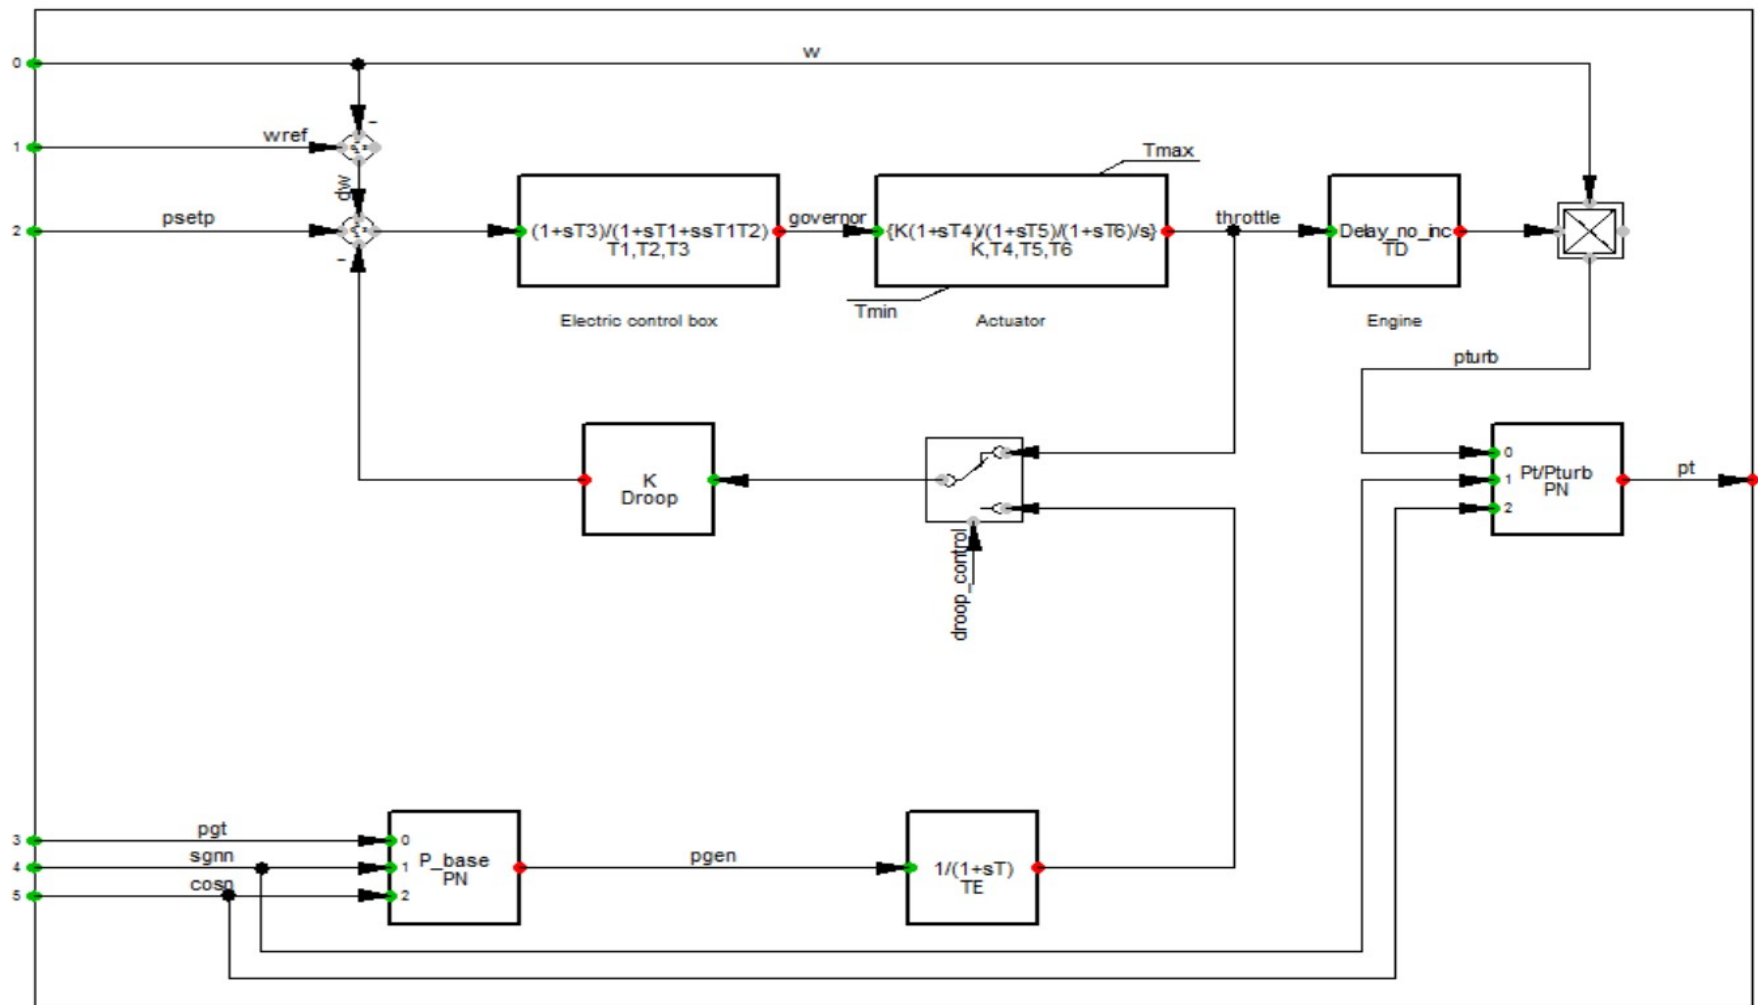 w
0
-
wref
1
dw
psetp
2
-
(1+sT3)/(1+sT1+ssT1T2)
T1,T2,T3
Electric control box
governor
Tmax
{K(1+sT4)/(1+sT5)/(1+sT6)/s}
K,T4,T5,T6
Tmin
Actuator
throttle
Delay_no_inc
TD
Engine
pturb
K
Droop
droop_control
0
1
2
Pt/Pturb
PN
pt
3
pgt
4
sgnn
5
cosn
0
1
2
P_base
PN
pgen
1/(1+sT)
TE